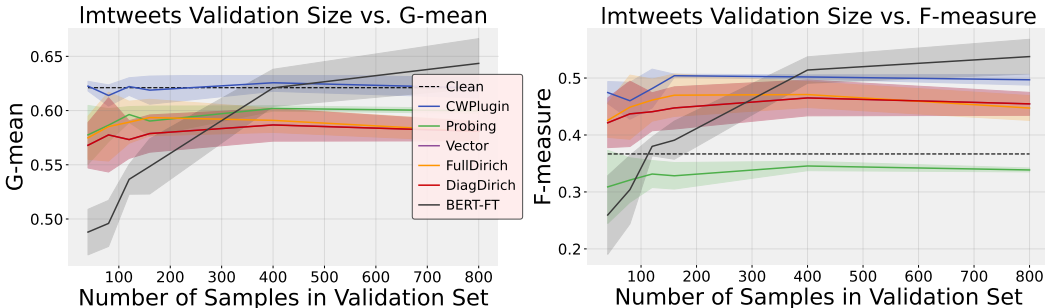 lmtweets Validation Size vs. G-mean
G-mean
0.65
0.60
0.55
0.50
100 200 300 400 500 600 700 800
Number of Samples in Validation Set
Clean
CWPlugin
Probing
Vector
FullDirich
DiagDirich
BERT-FT
lmtweets Validation Size vs. F-measure
F-measure
0.5
0.4
0.3
0.2
100 200 300 400 500 600 700 800
Number of Samples in Validation Set